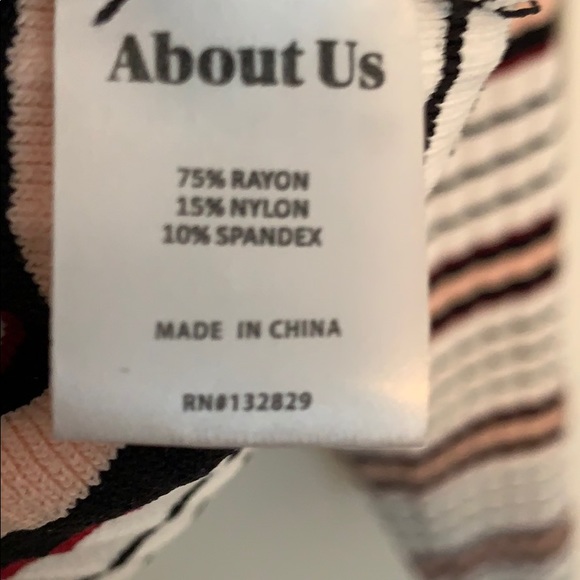 About Us
75% RAYON
15% NYLON
10% SPANDEX
MADE IN CHINA
RN#132829